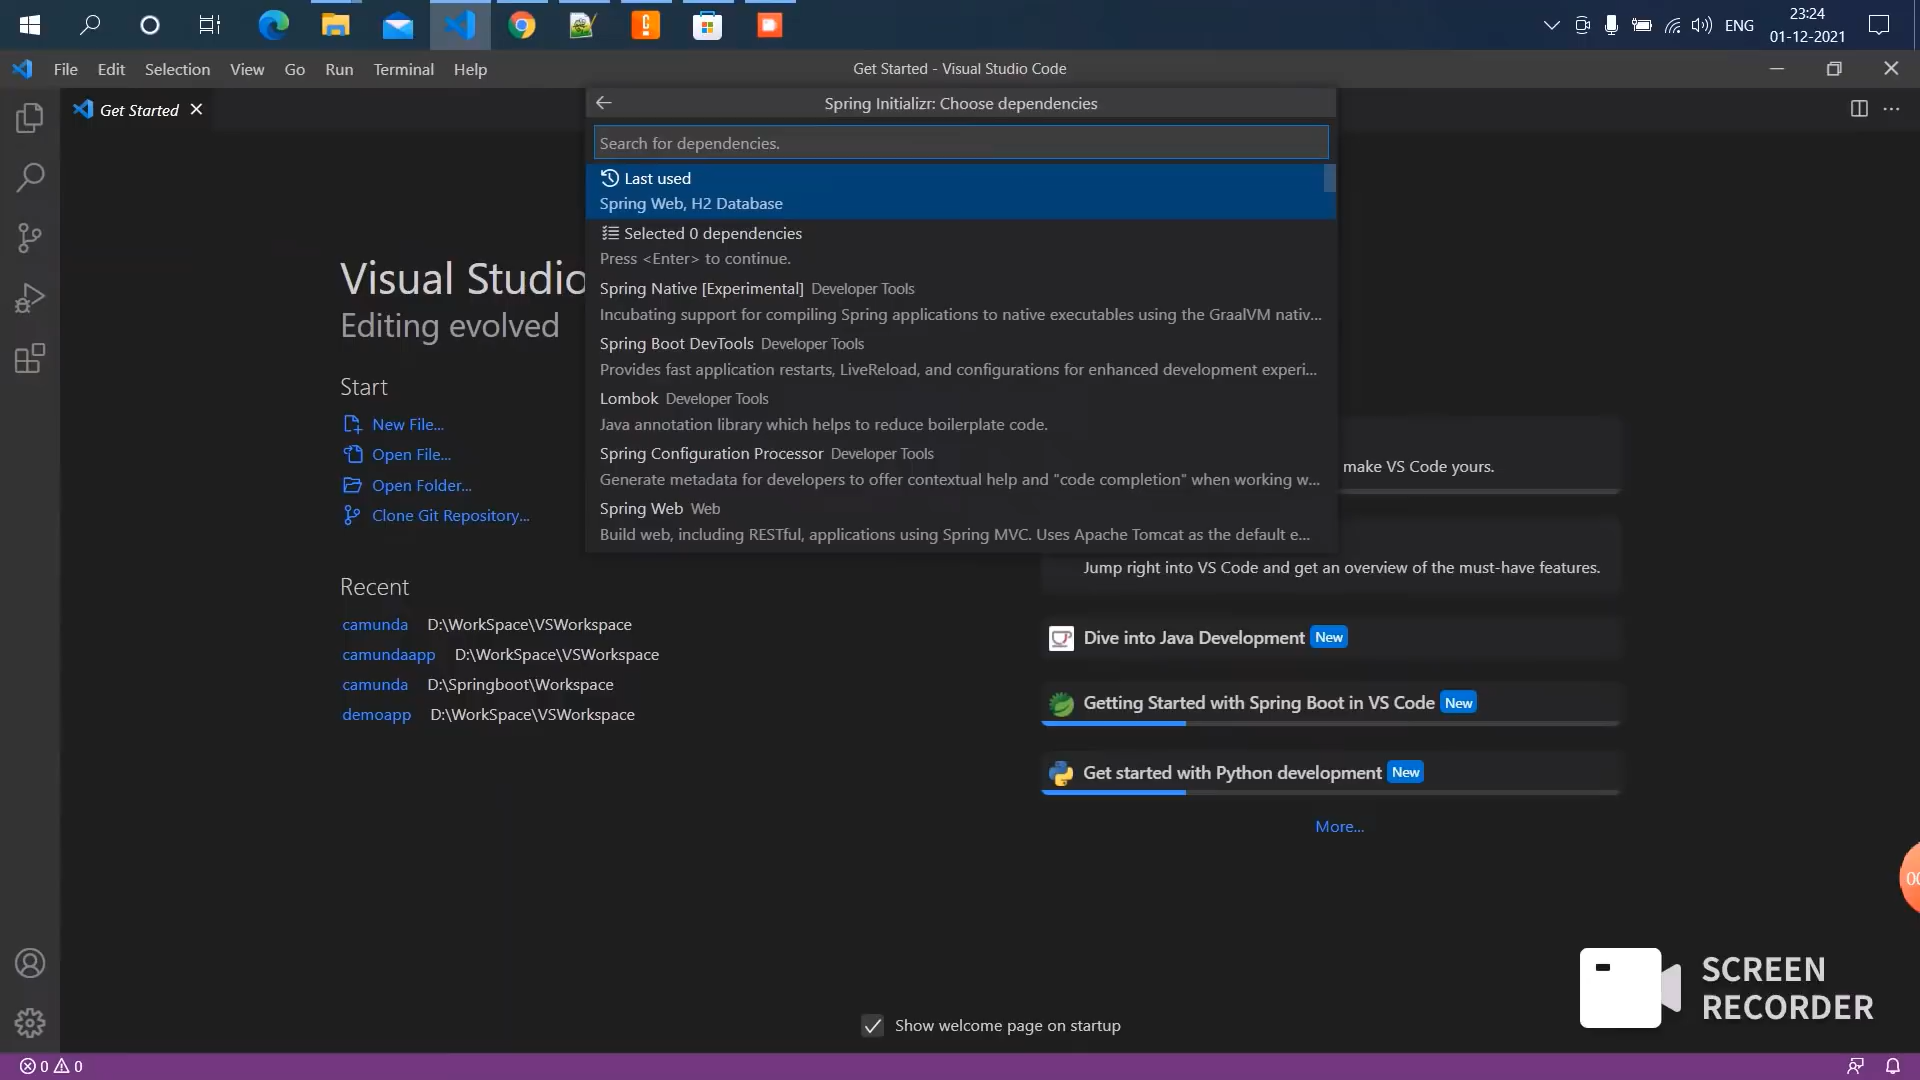 ENG
23:24
01-12-2021
File Edit Selection View Go Run Terminal Help
Get Started - Visual Studio Code
Get Started
Spring Initializr: Choose dependencies
Search for dependencies.
Last used
Spring Web, H2 Database
Selected 0 dependencies
Press <Enter> to continue.
Spring Native [Experimental] Developer Tools
Incubating support for compiling Spring applications to native executables using the GraalVM nativ...
Spring Boot DevTools Developer Tools
Provides fast application restarts, LiveReload, and configurations for enhanced development experi...
Lombok Developer Tools
Java annotation library which helps to reduce boilerplate code.
Spring Configuration Processor Developer Tools
Generate metadata for developers to offer contextual help and "code completion" when working w...
Spring Web Web
Build web, including RESTful, applications using Spring MVC. Uses Apache Tomcat as the default e...
Visual Studio
Editing evolved
Start
New File...
Open File...
Open Folder...
Clone Git Repository...
Recent
camunda D:\WorkSpace\VSWorkspace
camundaapp D:\WorkSpace\VSWorkspace
camunda D:\Springboot\Workspace
demoapp D:\WorkSpace\VSWorkspace
make VS Code yours.
Jump right into VS Code and get an overview of the must-have features.
Dive into Java Development New
Getting Started with Spring Boot in VS Code New
Get started with Python development New
More...
00
SCREEN
RECORDER
Show welcome page on startup
0 0